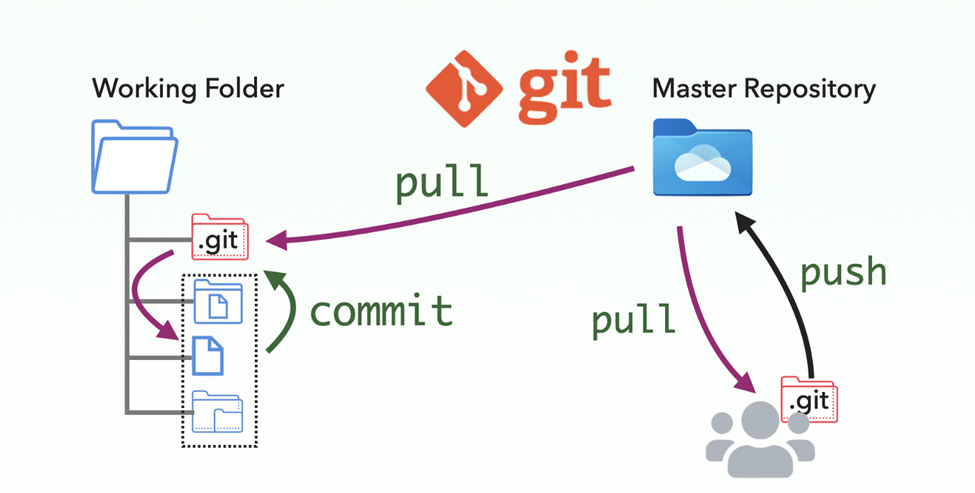 git
Working Folder
Master Repository
pull
.git
commit
pull
push
.git